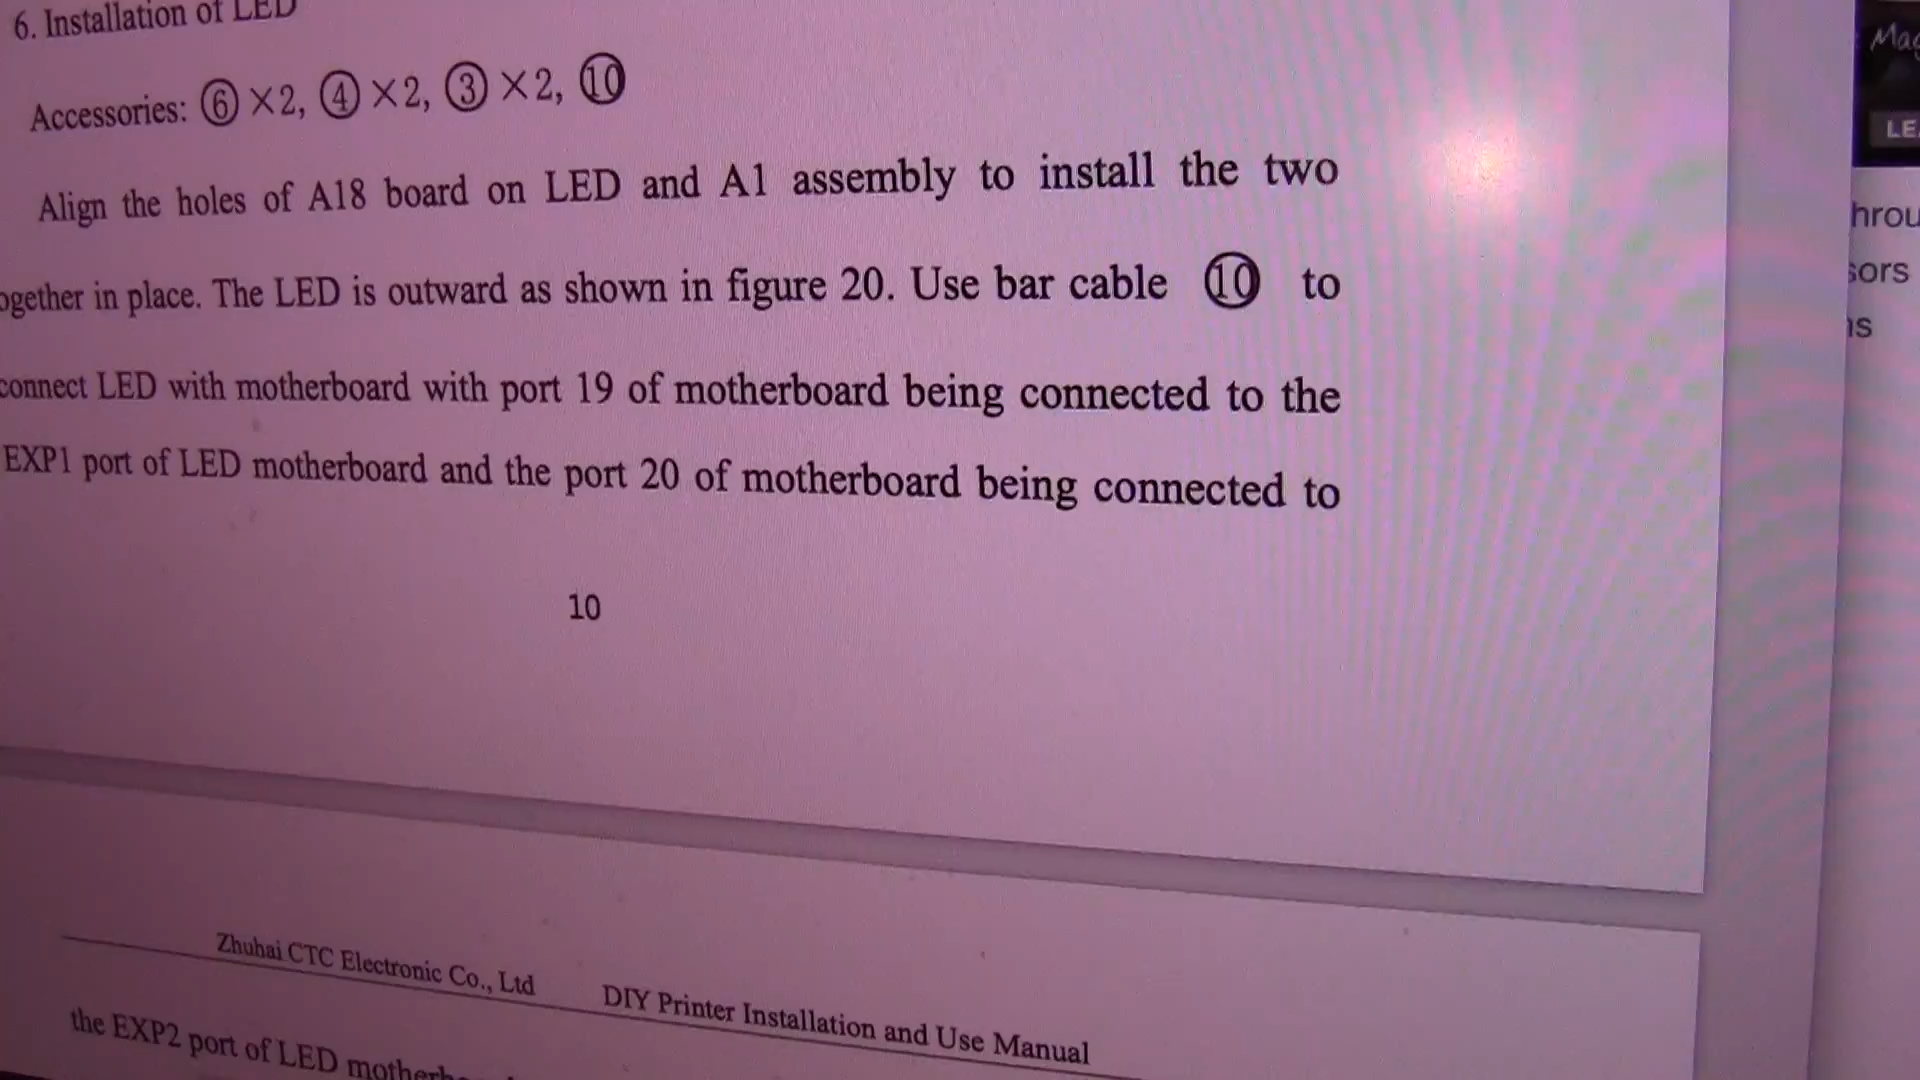 6. Installation of LED
Accessories: ⑥×2, ④×2, ③×2, ⑩
Align the holes of A18 board on LED and A1 assembly to install the two
ogether in place. The LED is outward as shown in figure 20. Use bar cable ⑩ to
connect LED with motherboard with port 19 of motherboard being connected to the
EXP1 port of LED motherboard and the port 20 of motherboard being connected to
10
Zhuhai CTC Electronic Co., Ltd DIY Printer Installation and Use Manual
the EXP2 port of LED motherb
Mag
LE
hrou
sors
ns